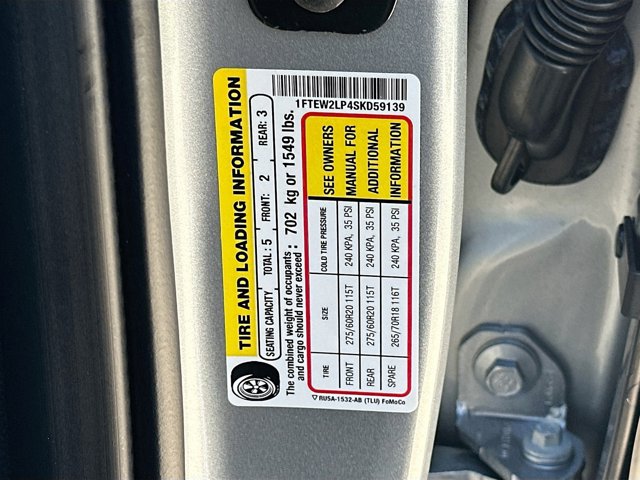 1FTEW2LP4SKD59139
TIRE AND LOADING INFORMATION
SEATING CAPACITY TOTAL: 5 FRONT: 2 REAR: 3
The combined weight of occupants
and cargo should never exceed: 702 kg or 1549 lbs.
TIRE SIZE COLD TIRE PRESSURE SEE OWNERS
FRONT 275/60R20 115T 240 KPA, 35 PSI MANUAL FOR
REAR 275/60R20 115T 240 KPA, 35 PSI ADDITIONAL
SPARE 265/70R18 116T 240 KPA, 35 PSI INFORMATION
▽ RU5A-1532-AB (TLU) FoMoCo